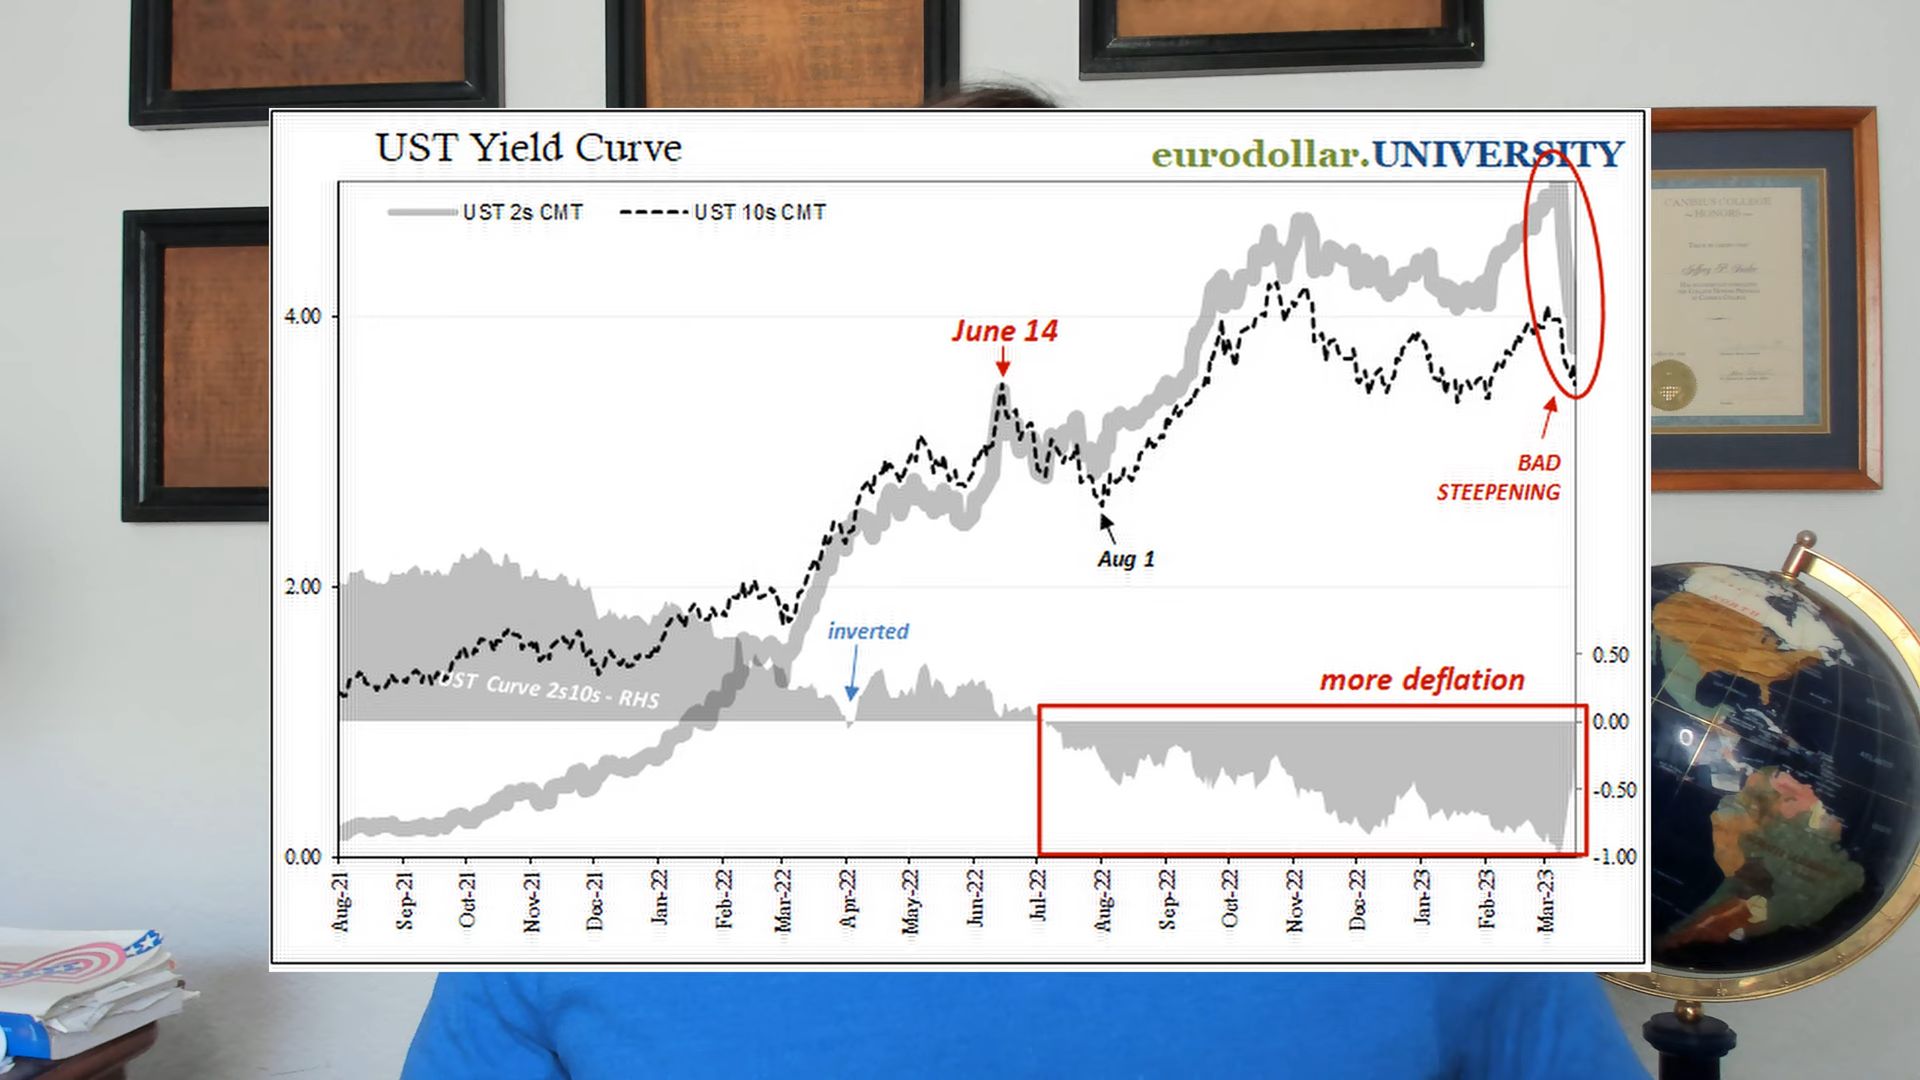 UST Yield Curve
eurodollar.UNIVERSITY
UST 2s CMT
UST 10s CMT
4.00
2.00
0.00
June 14
Aug 1
inverted
BAD
STEEPENING
more deflation
UST Curve 2s10s - RHS
0.50
0.00
-0.50
-1.00
Aug-21
Sep-21
Oct-21
Nov-21
Dec-21
Jan-22
Feb-22
Mar-22
Apr-22
May-22
Jun-22
Jul-22
Aug-22
Sep-22
Oct-22
Nov-22
Dec-22
Jan-23
Feb-23
Mar-23
CANISIUS COLLEGE
HONORS
NORTH